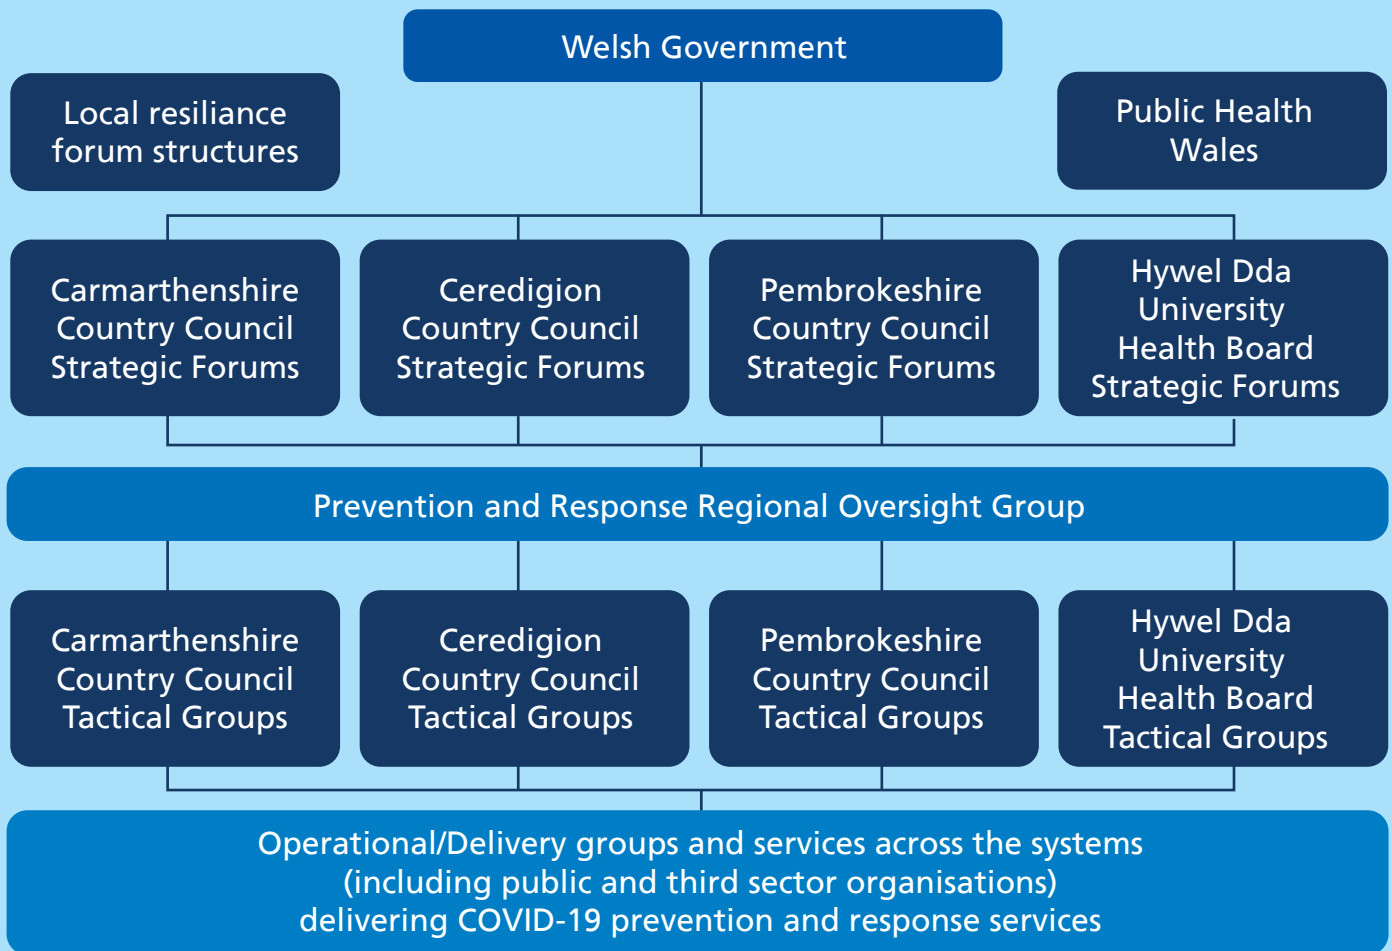 Welsh Government
Local resiliance
forum structures
Public Health
Wales
Carmarthenshire
Country Council
Strategic Forums
Ceredigion
Country Council
Strategic Forums
Pembrokeshire
Country Council
Strategic Forums
Hywel Dda
University
Health Board
Strategic Forums
Prevention and Response Regional Oversight Group
Carmarthenshire
Country Council
Tactical Groups
Ceredigion
Country Council
Tactical Groups
Pembrokeshire
Country Council
Tactical Groups
Hywel Dda
University
Health Board
Tactical Groups
Operational/Delivery groups and services across the systems
(including public and third sector organisations)
delivering COVID-19 prevention and response services